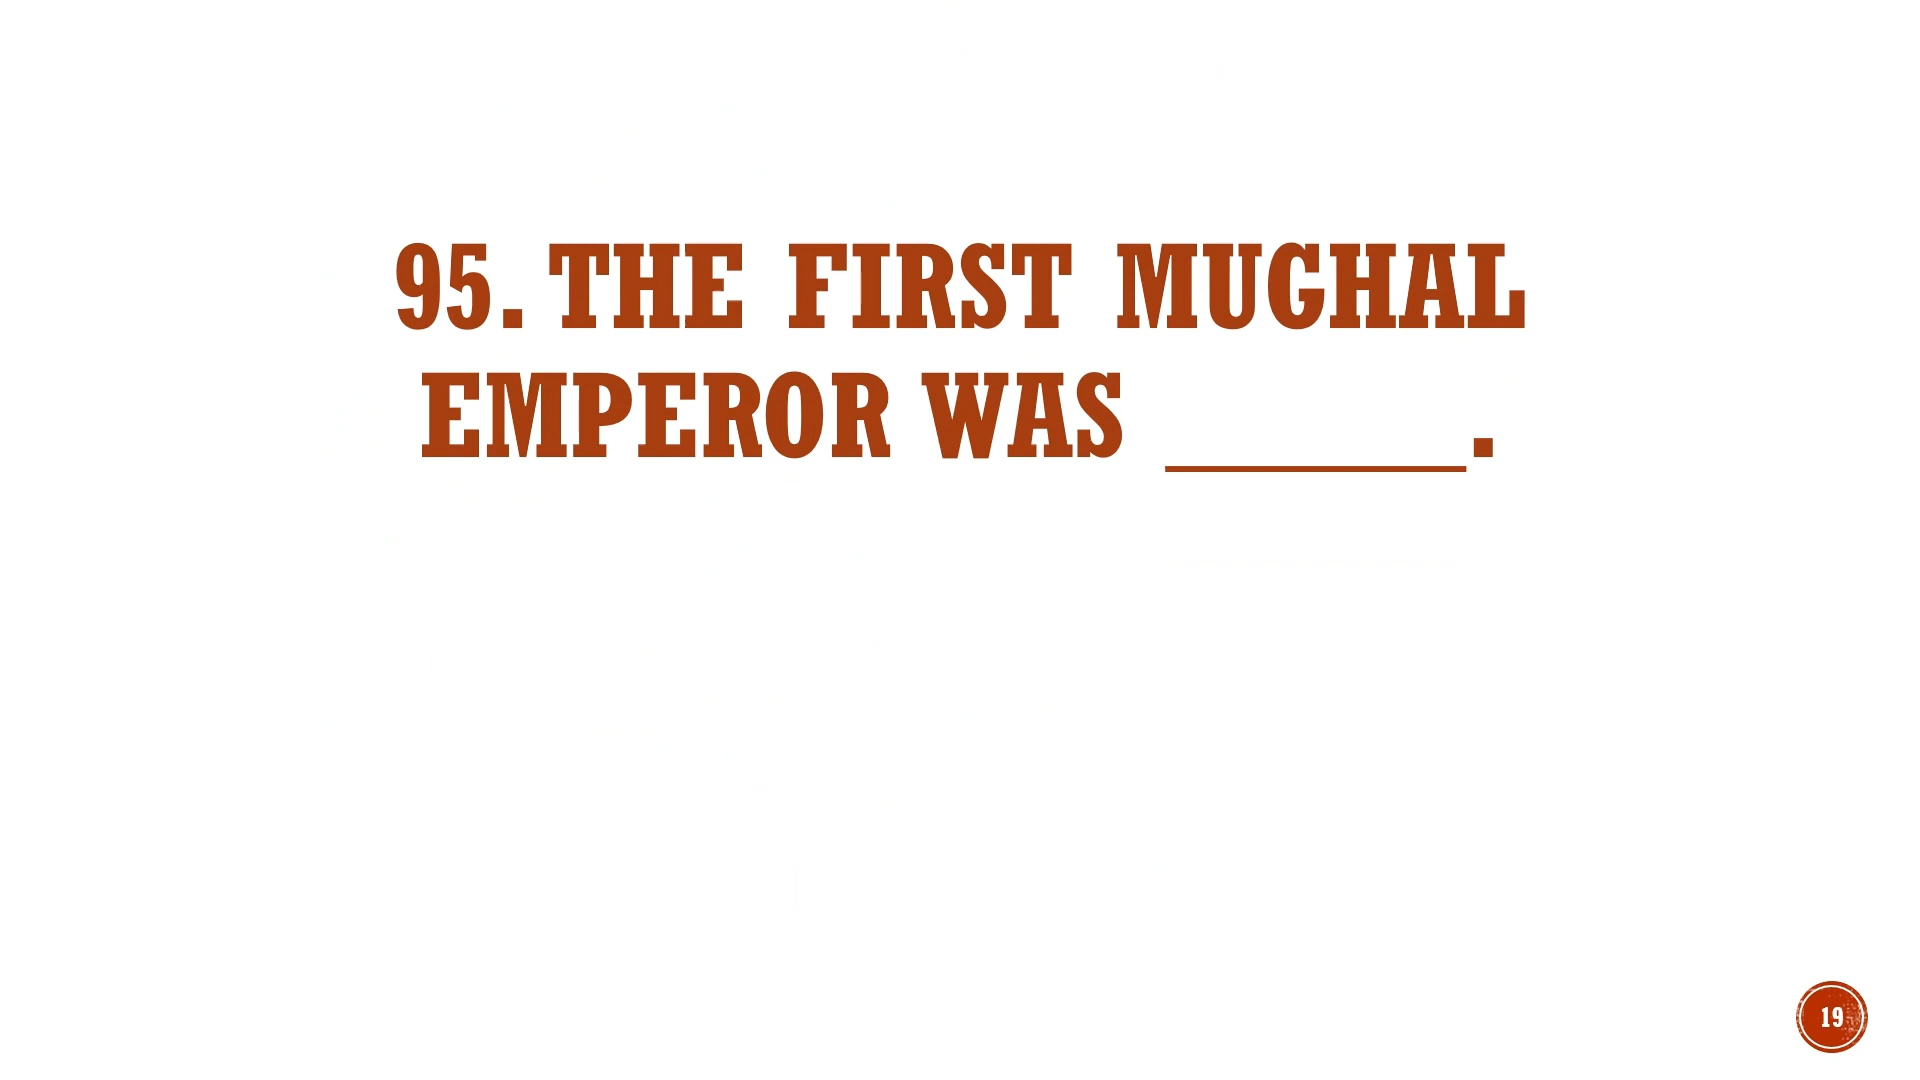 95. THE FIRST MUGHAL
EMPEROR WAS ______.
19